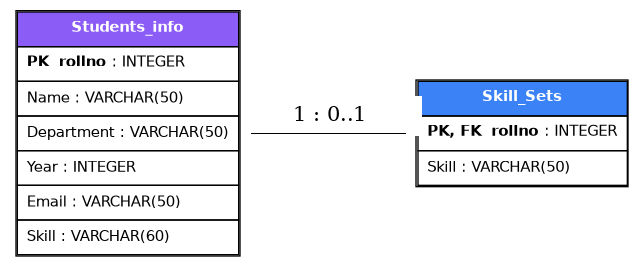 Students_info
PK rollno : INTEGER
Name : VARCHAR(50)
Department : VARCHAR(50)
Year : INTEGER
Email : VARCHAR(50)
Skill : VARCHAR(60)
1 : 0..1
Skill_Sets
PK, FK rollno : INTEGER
Skill : VARCHAR(50)